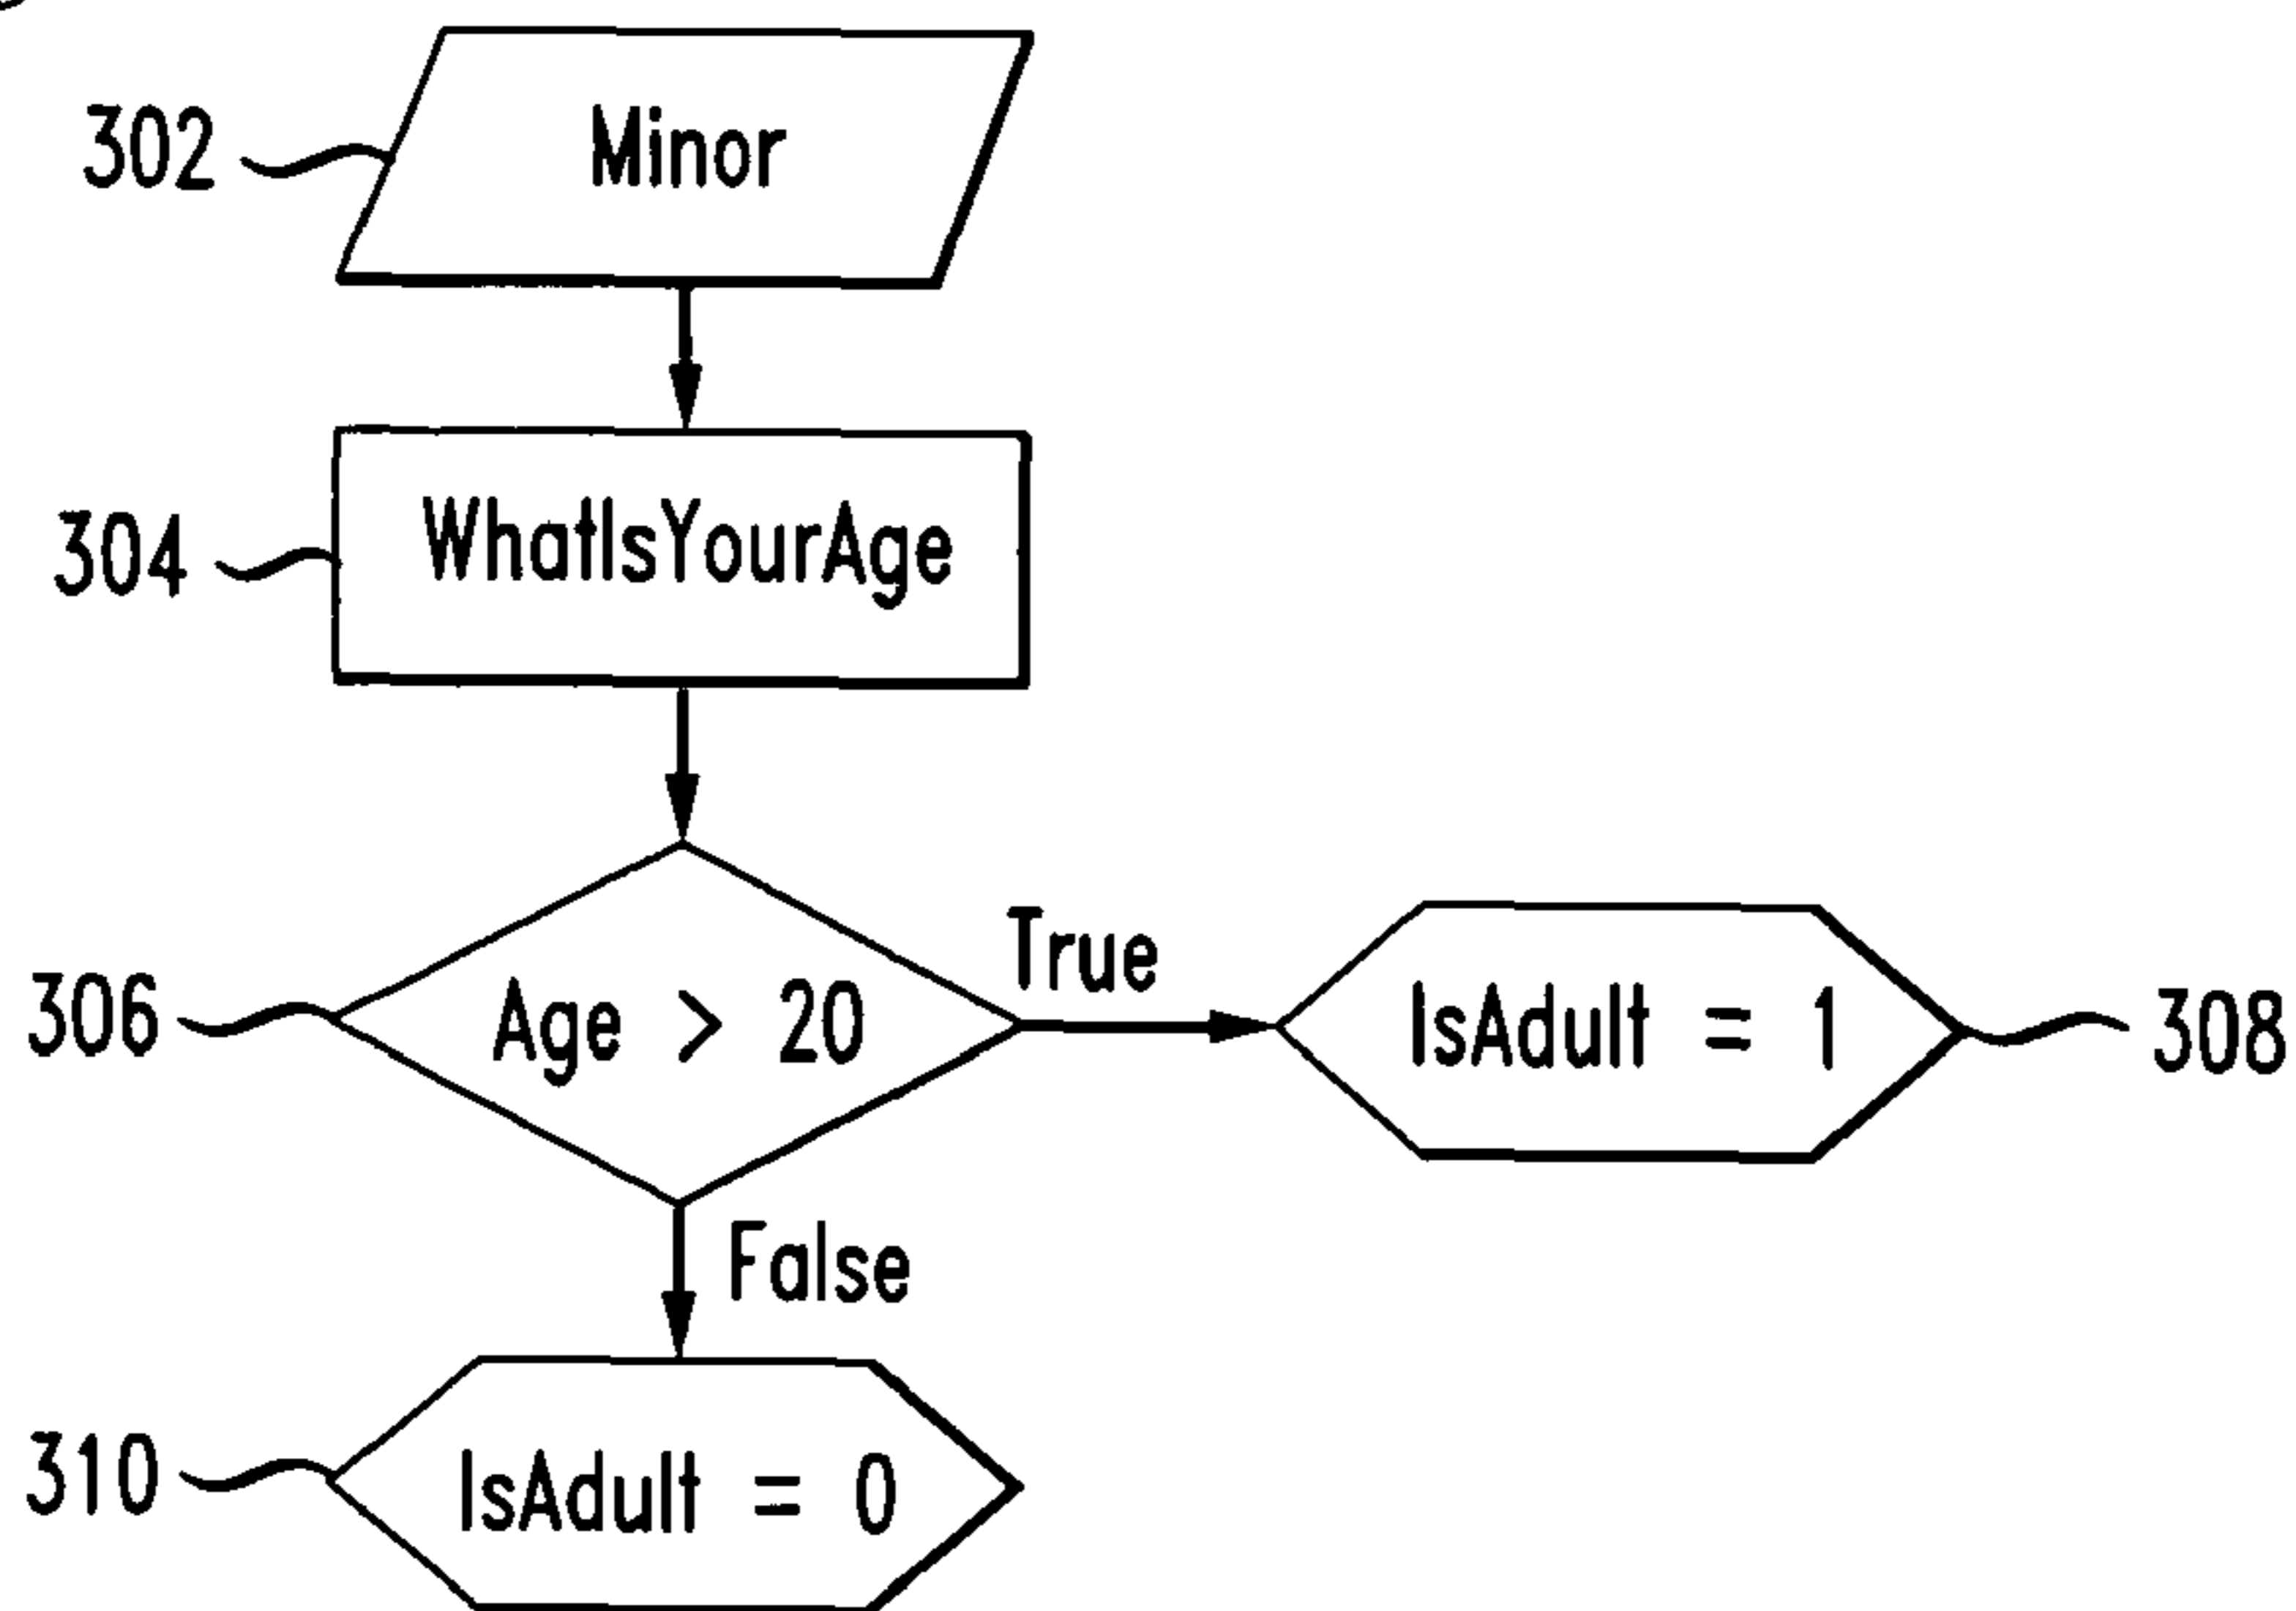 302
Minor
304
WhatIsYourAge
306
Age > 20
True
IsAdult = 1
308
False
310
IsAdult = 0